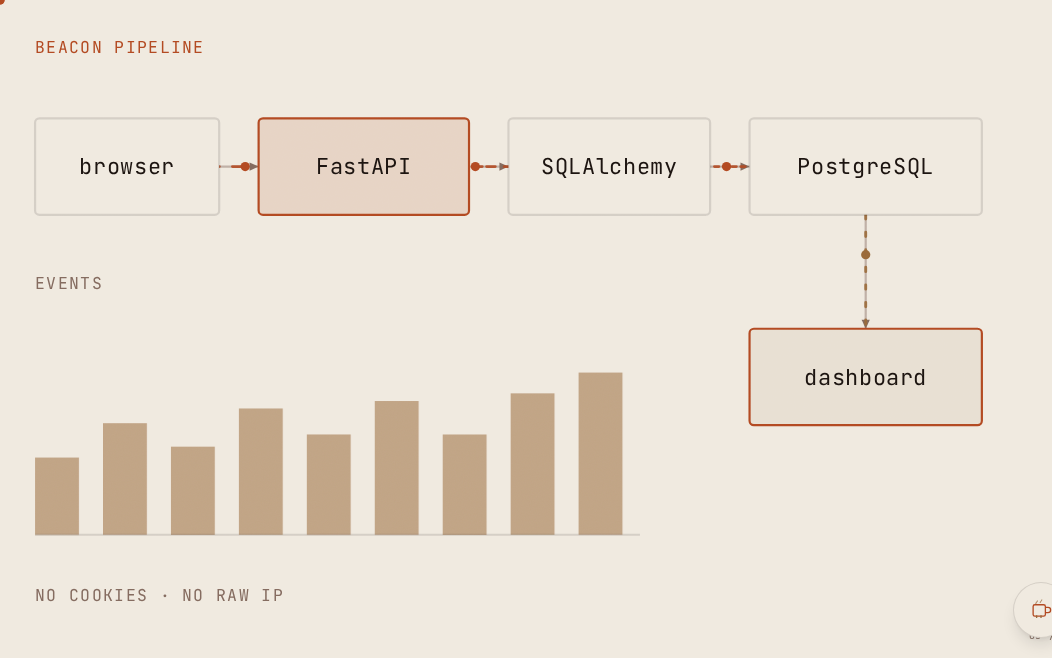 BEACON PIPELINE
browser
FastAPI
SQLAlchemy
PostgreSQL
EVENTS
dashboard
NO COOKIES · NO RAW IP